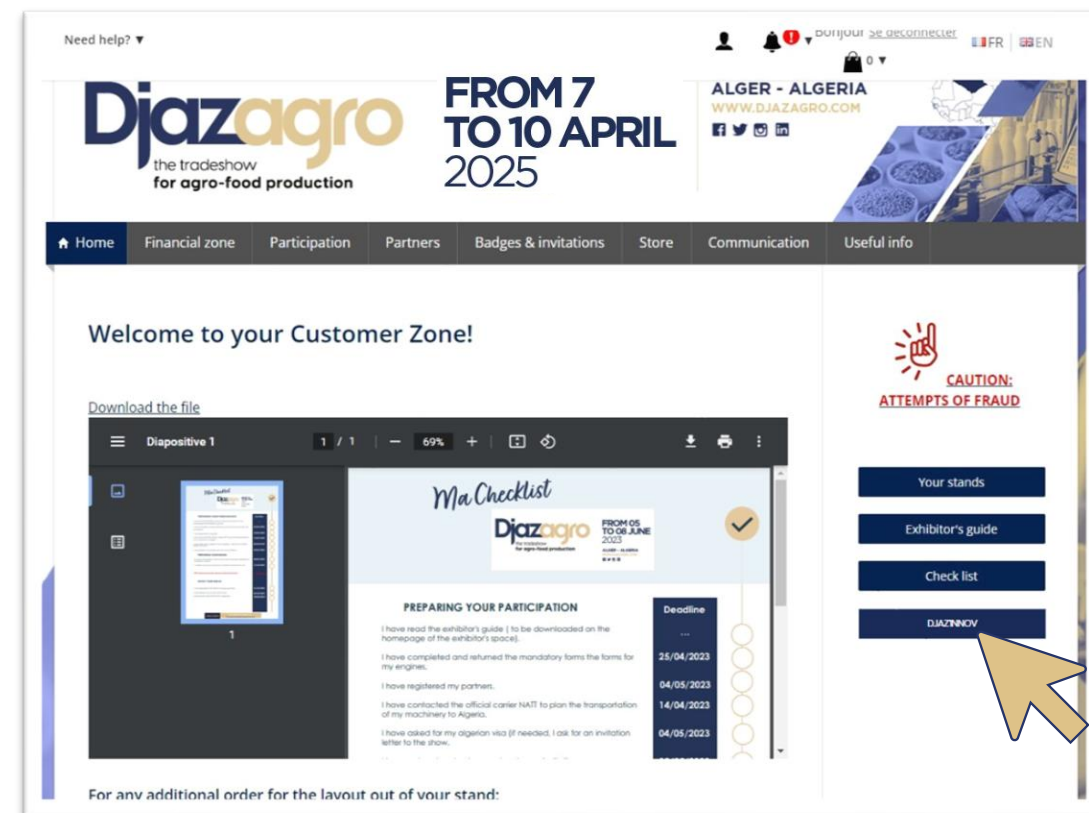 Need help? ▼
Bonjour Se deconnecter
FR | EN
0 ▼
Djazagro
the tradeshow
for agro-food production
FROM 7
TO 10 APRIL
2025
ALGER - ALGERIA
WWW.DJAZAGRO.COM
Home Financial zone Participation Partners Badges & invitations Store Communication Useful info
Welcome to your Customer Zone!
Download the file
Diapositive 1 1 / 1 | − 69% +
1
Ma Checklist
Djazagro
the tradeshow
for agro-food production
FROM 05
TO 08 JUNE
2023
ALGER - ALGERIA
PREPARING YOUR PARTICIPATION Deadline
I have read the exhibitor's guide ( to be downloaded on the ...
homepage of the exhibitor's space).
I have completed and returned the mandatory forms the forms for 25/04/2023
my engines.
I have registered my partners. 04/05/2023
I have contacted the official carrier NATI to plan the transportation 14/04/2023
of my machinery to Algeria.
I have asked for my algerian visa (if needed, I ask for an invitation 04/05/2023
letter to the show.
For any additional order for the layout out of your stand:
CAUTION:
ATTEMPTS OF FRAUD
Your stands
Exhibitor's guide
Check list
DJAZ'INNOV